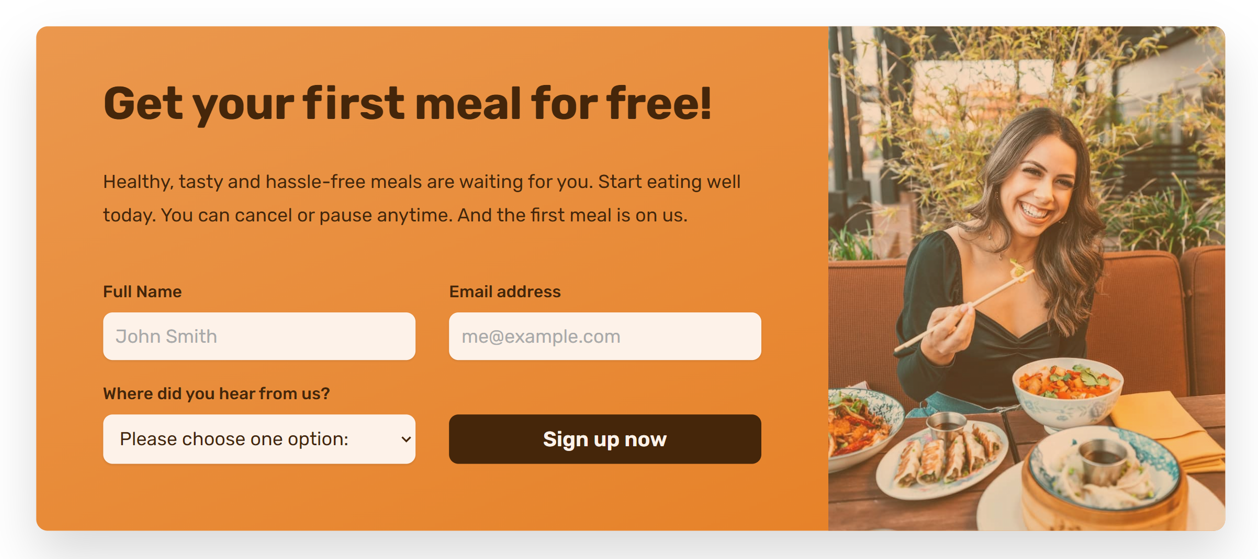 Get your first meal for free!
Healthy, tasty and hassle-free meals are waiting for you. Start eating well
today. You can cancel or pause anytime. And the first meal is on us.
Full Name
Email address
John Smith
me@example.com
Where did you hear from us?
Please choose one option:
Sign up now